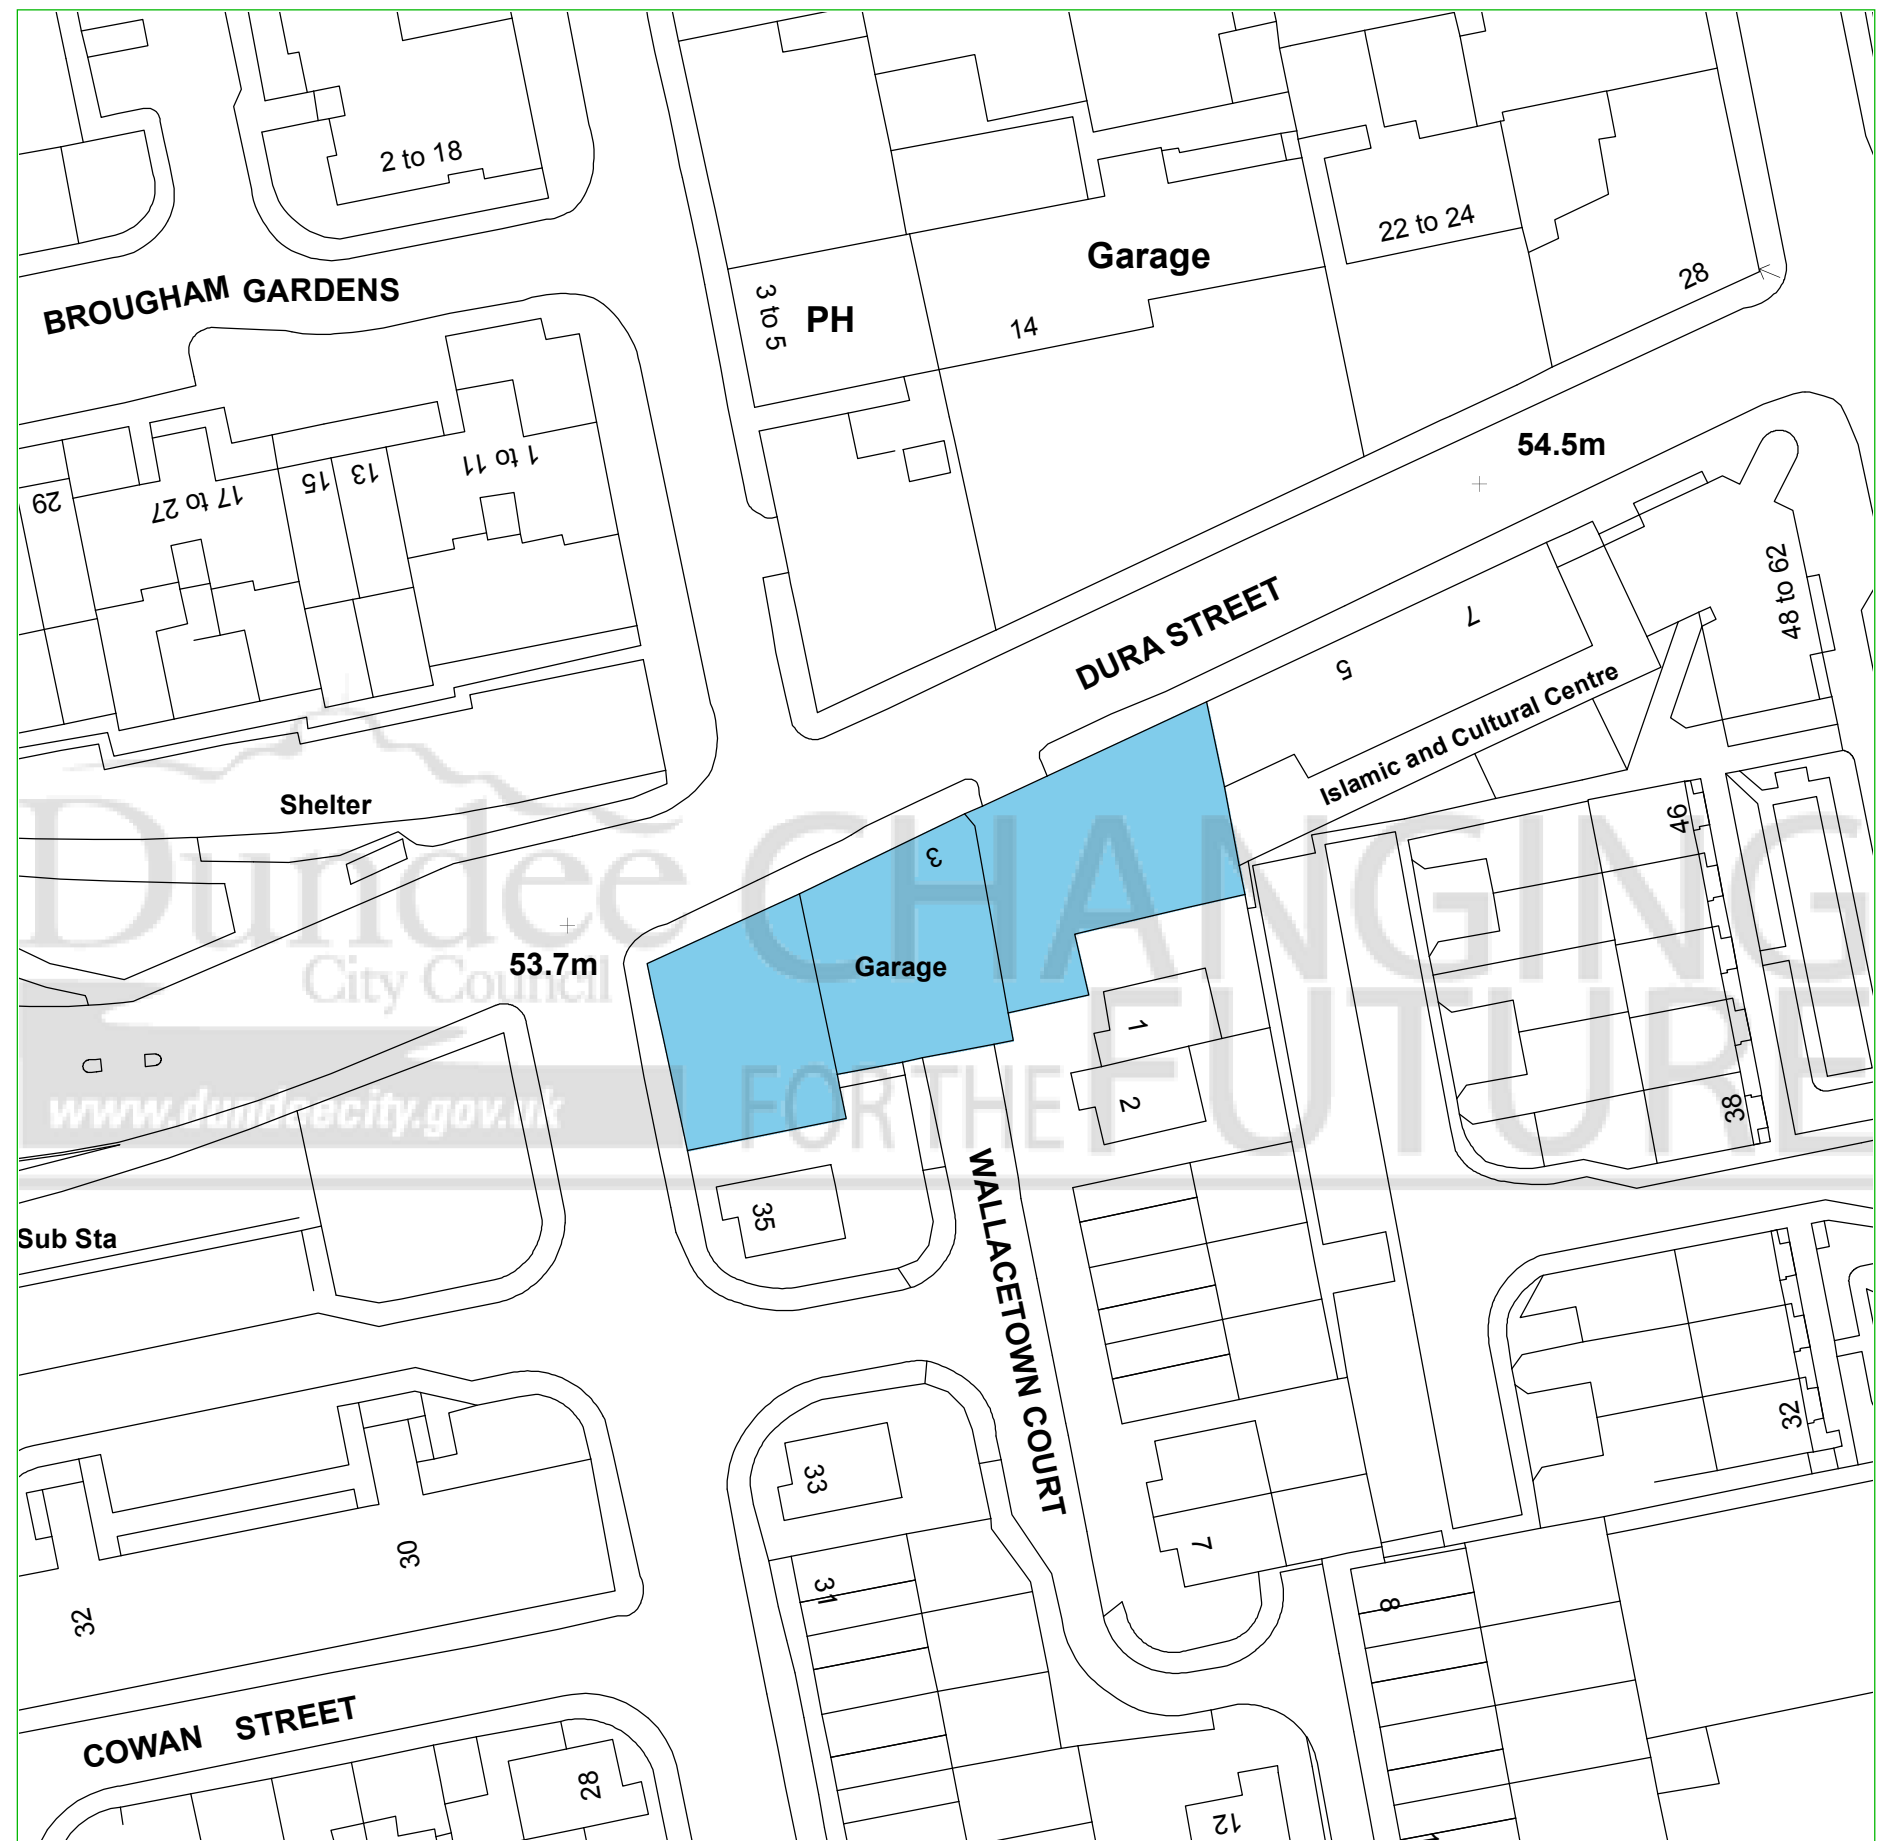 2 to 18
BROUGHAM GARDENS
3 to 5
PH
Garage
14
22 to 24
28
54.5m
29
17 to 27
15
13
1 to 11
DURA STREET
7
5
48 to 62
Islamic and Cultural Centre
Shelter
46
3
Dundee
City Council
CHANGING
FOR THE FUTURE
www.dundeecity.gov.uk
53.7m
Garage
1
2
38
35
WALLACETOWN COURT
Sub Sta
33
32
7
31
8
30
32
COWAN STREET
28
12